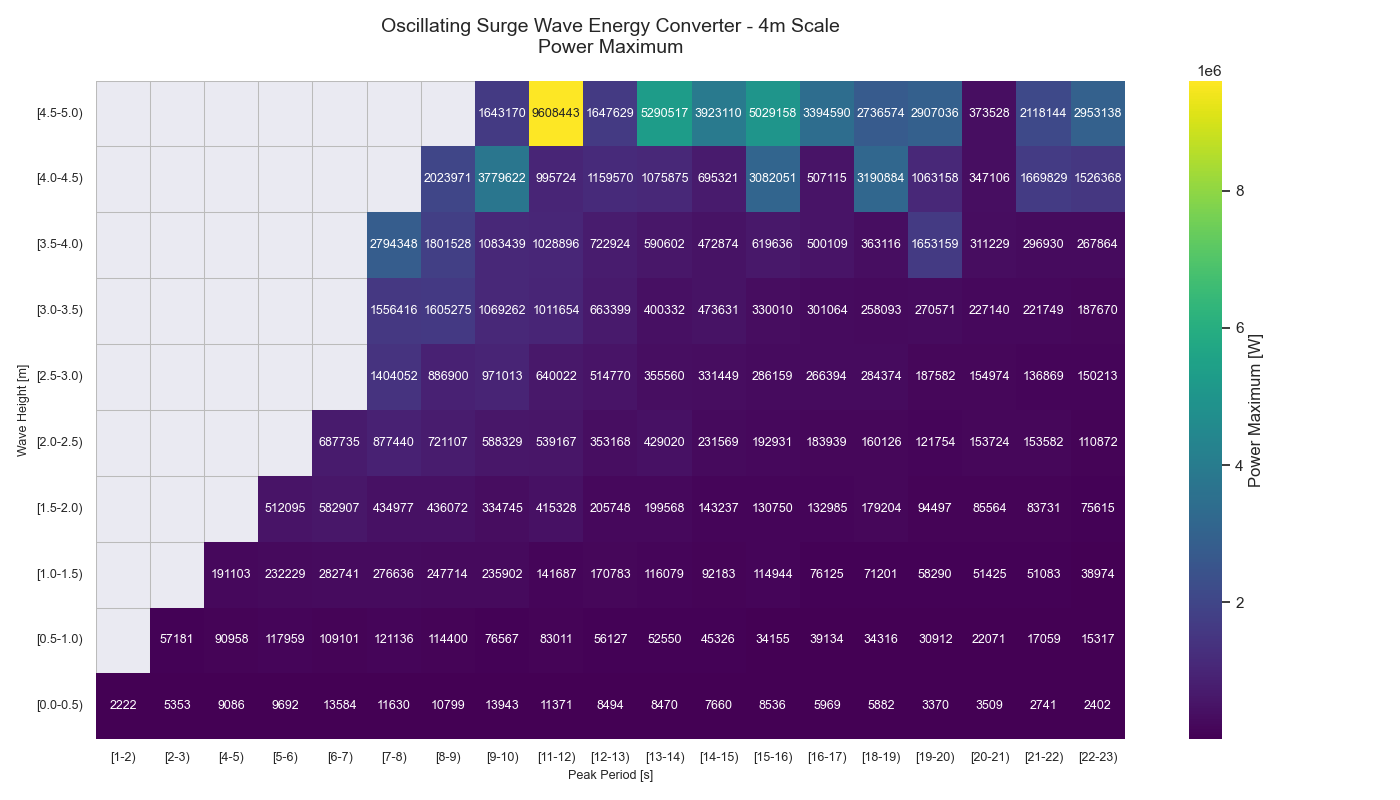 Oscillating Surge Wave Energy Converter - 4m Scale
Power Maximum
1e6
[4.5-5.0) 1643170 9608443 1647629 5290517 3923110 5029158 3394590 2736574 2907036 373528 2118144 2953138
[4.0-4.5) 2023971 3779622 995724 1159570 1075875 695321 3082051 507115 3190884 1063158 347106 1669829 1526368
8
[3.5-4.0) 2794348 1801528 1083439 1028896 722924 590602 472874 619636 500109 363116 1653159 311229 296930 267864
[3.0-3.5) 1556416 1605275 1069262 1011654 663399 400332 473631 330010 301064 258093 270571 227140 221749 187670
6
[2.5-3.0) 1404052 886900 971013 640022 514770 355560 331449 286159 266394 284374 187582 154974 136869 150213
Wave Height [m]
Power Maximum [W]
[2.0-2.5) 687735 877440 721107 588329 539167 353168 429020 231569 192931 183939 160126 121754 153724 153582 110872
4
[1.5-2.0) 512095 582907 434977 436072 334745 415328 205748 199568 143237 130750 132985 179204 94497 85564 83731 75615
[1.0-1.5) 191103 232229 282741 276636 247714 235902 141687 170783 116079 92183 114944 76125 71201 58290 51425 51083 38974
2
[0.5-1.0) 57181 90958 117959 109101 121136 114400 76567 83011 56127 52550 45326 34155 39134 34316 30912 22071 17059 15317
[0.0-0.5) 2222 5353 9086 9692 13584 11630 10799 13943 11371 8494 8470 7660 8536 5969 5882 3370 3509 2741 2402
[1-2) [2-3) [4-5) [5-6) [6-7) [7-8) [8-9) [9-10) [11-12) [12-13) [13-14) [14-15) [15-16) [16-17) [18-19) [19-20) [20-21) [21-22) [22-23)
Peak Period [s]